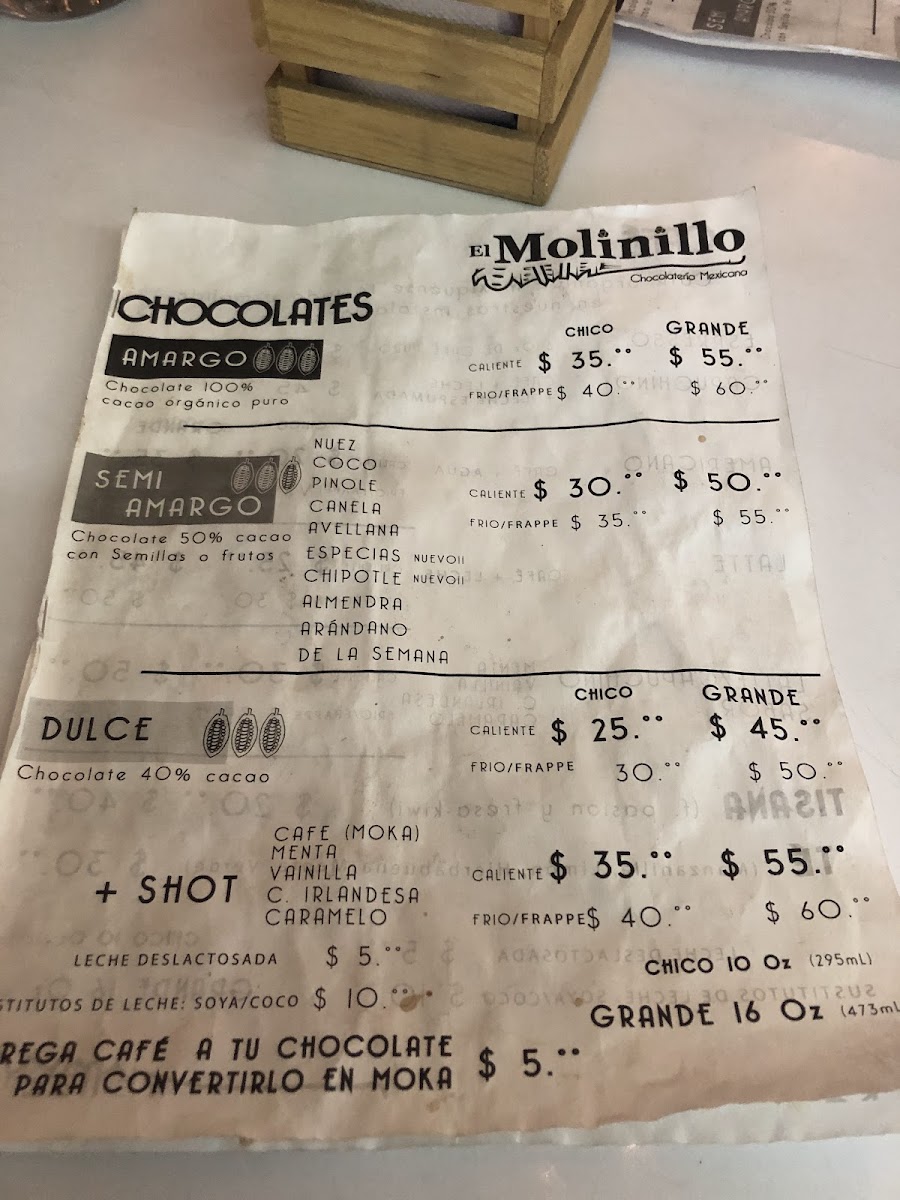 El Molinillo
Chocolatería Mexicana
CHOCOLATES
CHICO GRANDE
AMARGO CALIENTE $ 35.°° $ 55.°°
Chocolate 100% FRIO/FRAPPE $ 40.°° $ 60.°°
cacao orgánico puro
NUEZ
COCO
PINOLE
SEMI
AMARGO
CALIENTE $ 30.°° $ 50.°°
CANELA
FRIO/FRAPPE $ 35.°° $ 55.°°
AVELLANA
Chocolate 50% cacao
con Semillas o frutos
ESPECIAS NUEVO!!
CHIPOTLE NUEVO!!
ALMENDRA
ARÁNDANO
DE LA SEMANA
CHICO GRANDE
DULCE CALIENTE $ 25.°° $ 45.°°
Chocolate 40% cacao FRIO/FRAPPE 30.°° $ 50.°°
CAFE (MOKA)
MENTA
VAINILLA CALIENTE $ 35.°° $ 55.°°
+ SHOT C. IRLANDESA
CARAMELO FRIO/FRAPPE $ 40.°° $ 60.°°
LECHE DESLACTOSADA $ 5.°° CHICO 10 Oz (295mL)
STITUTOS DE LECHE: SOYA/COCO $ 10.°° GRANDE 16 Oz (473mL
REGA CAFÉ A TU CHOCOLATE
PARA CONVERTIRLO EN MOKA $ 5.°°